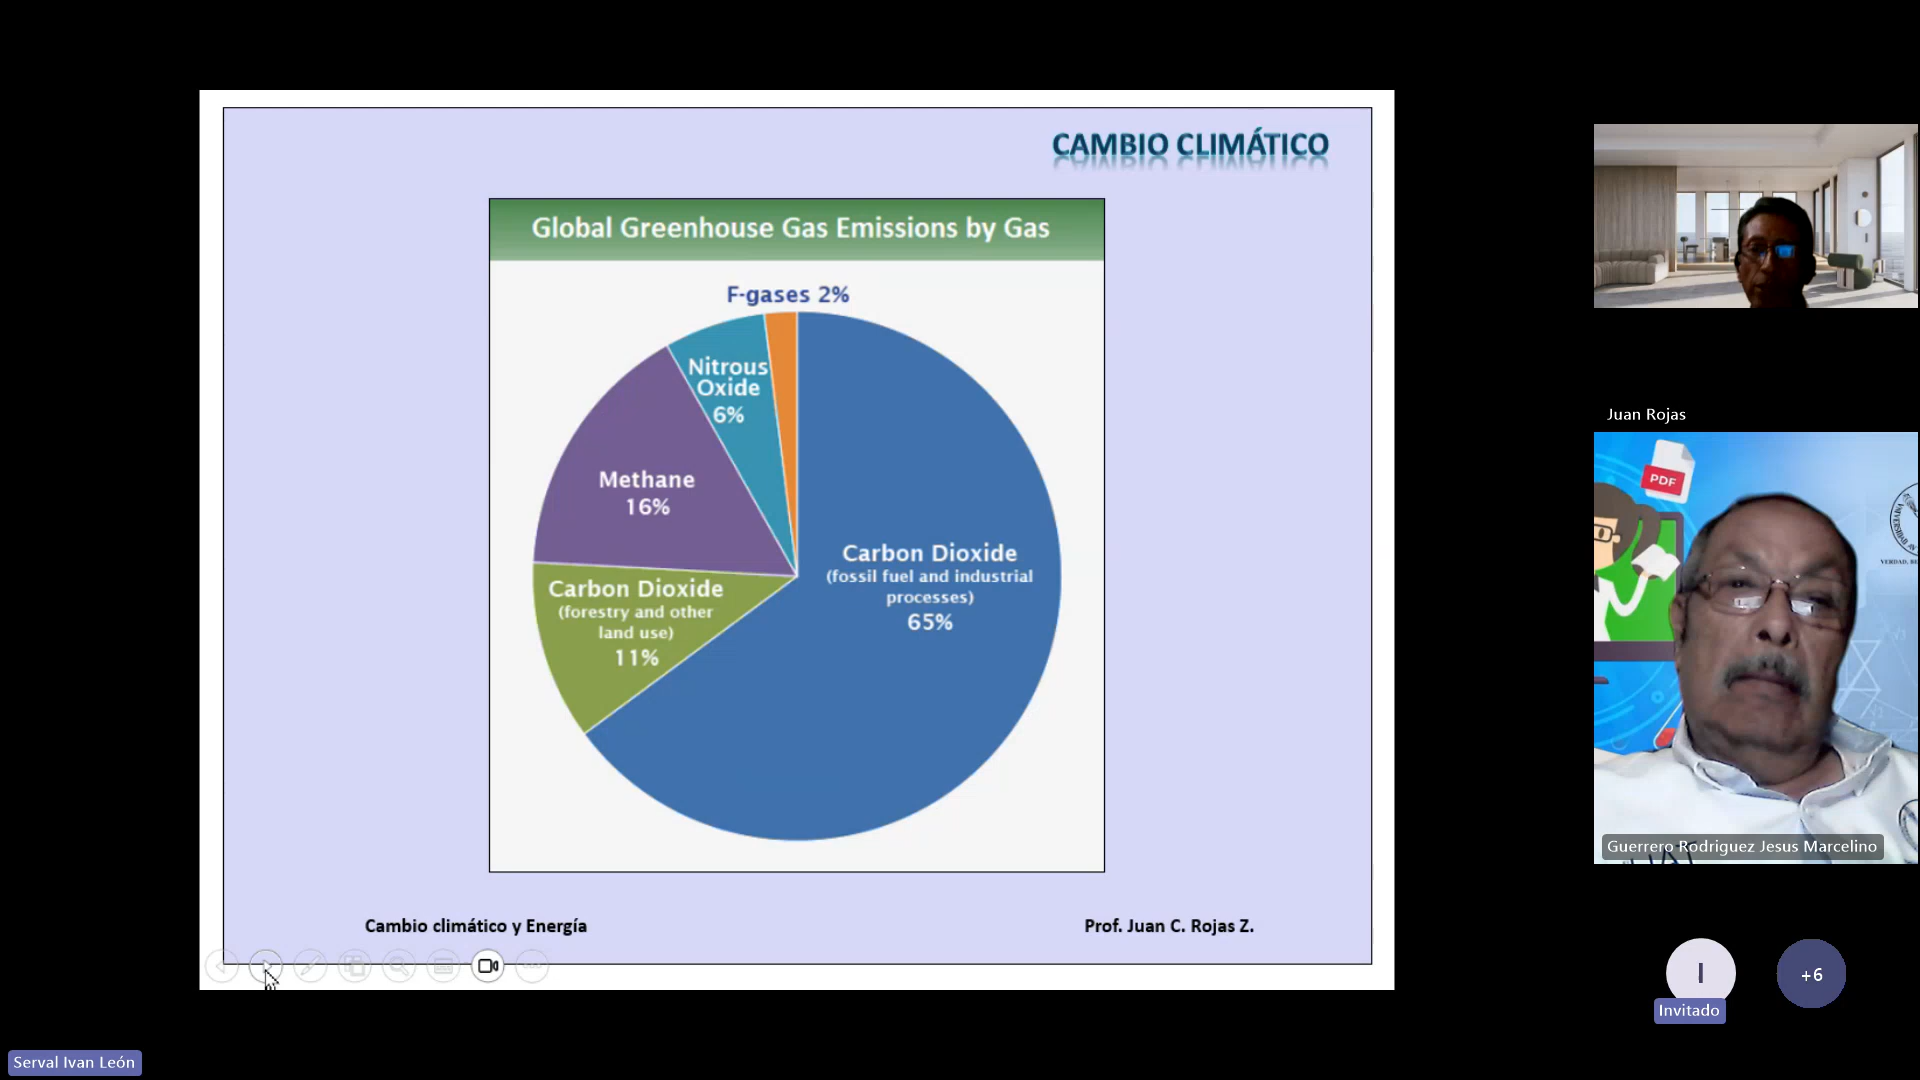 CAMBIO CLIMÁTICO
Global Greenhouse Gas Emissions by Gas
F-gases 2%
Nitrous
Oxide
6%
Methane
16%
Carbon Dioxide
(fossil fuel and industrial
processes)
65%
Carbon Dioxide
(forestry and other
land use)
11%
Cambio climático y Energía
Prof. Juan C. Rojas Z.
Juan Rojas
PDF
Guerrero Rodriguez Jesus Marcelino
I
+6
Invitado
Serval Ivan León